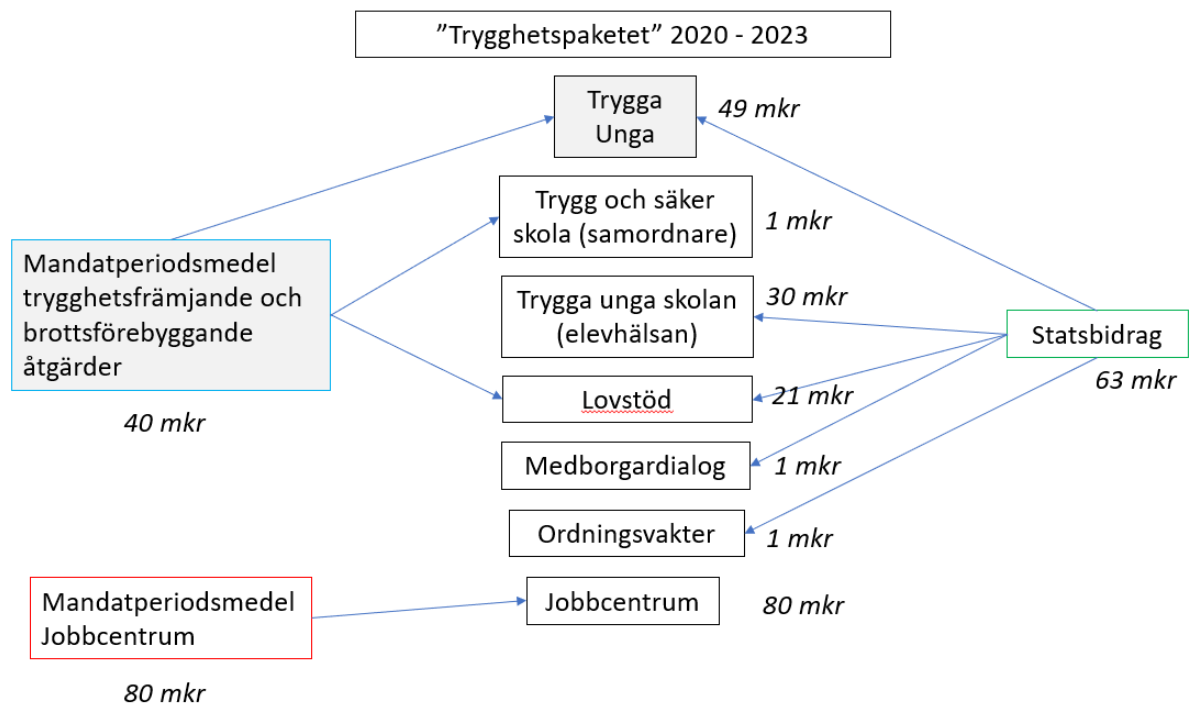 ”Trygghetspaketet” 2020 - 2023
Trygga
Unga
49 mkr
Trygg och säker
skola (samordnare)
1 mkr
Mandatperiodsmedel
trygghetsfrämjande och
brottsförebyggande
åtgärder
40 mkr
Trygga unga skolan
(elevhälsan)
30 mkr
Statsbidrag
63 mkr
Lovstöd
21 mkr
Medborgardialog
1 mkr
Ordningsvakter
1 mkr
Mandatperiodsmedel
Jobbcentrum
80 mkr
Jobbcentrum
80 mkr